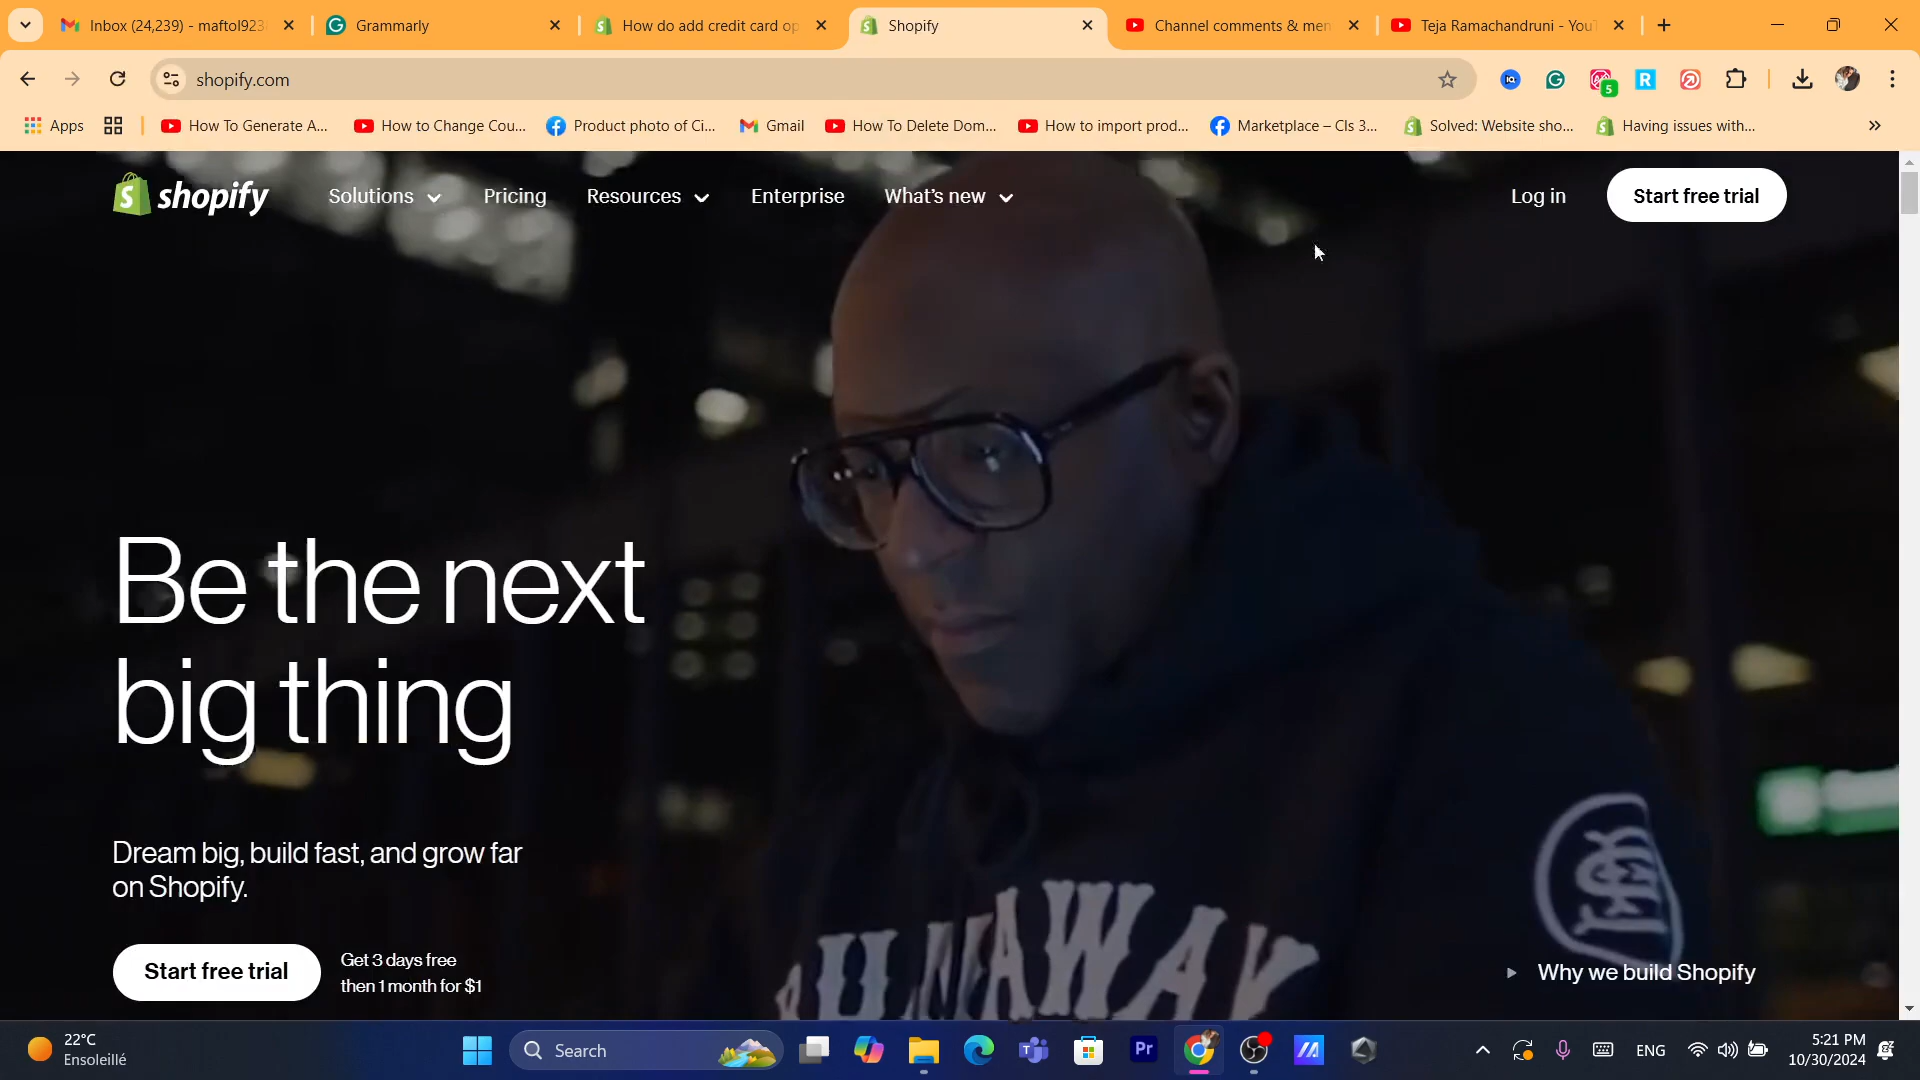 Inbox (24,239) - maftol923
Grammarly
How do add credit card op
Shopify
Channel comments & men
Teja Ramachandruni - YouT
shopify.com
5
Apps
How To Generate A...
How to Change Cou...
Product photo of Ci...
Gmail
How To Delete Dom...
How to import prod...
Marketplace – Cls 3...
Solved: Website sho...
Having issues with...
shopify
Solutions
Pricing
Resources
Enterprise
What's new
Log in
Start free trial
Be the next
big thing
Dream big, build fast, and grow far
on Shopify.
Start free trial
Get 3 days free
then 1 month for $1
Why we build Shopify
22°C
Ensoleillé
Search
Pr
ENG
5:21 PM
10/30/2024